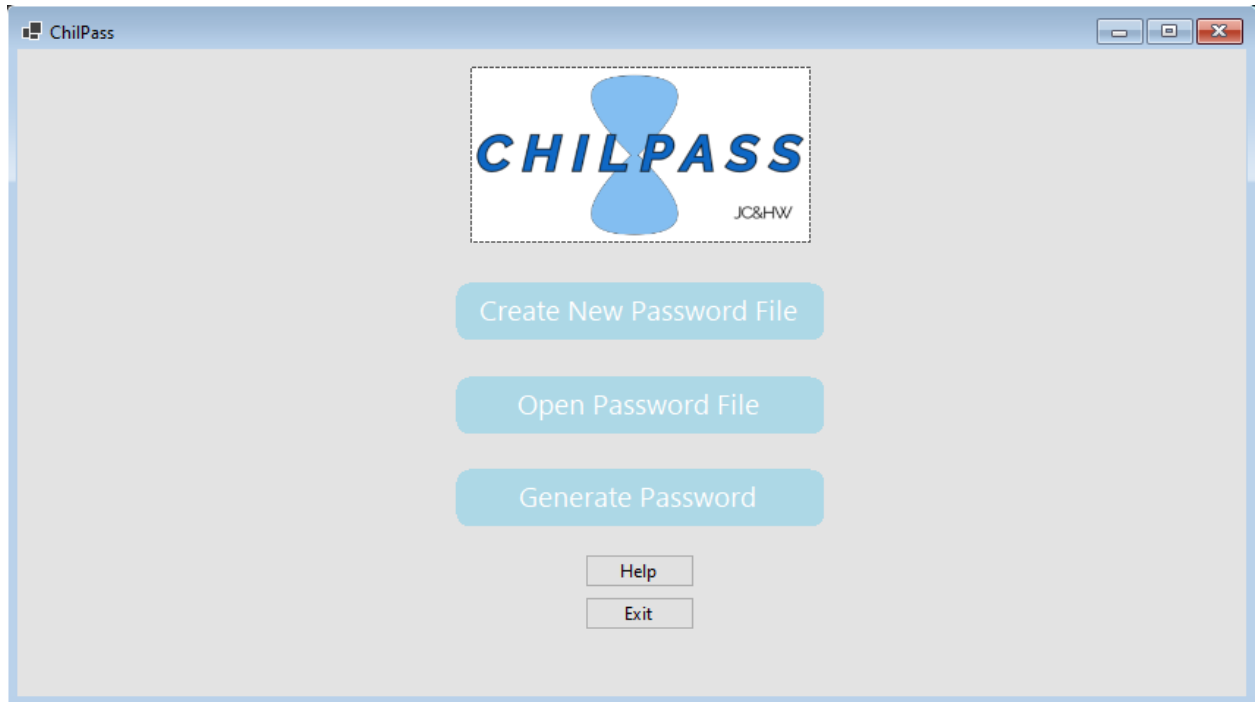 ChilPass
CHILPASS
JC&HW
Create New Password File
Open Password File
Generate Password
Help
Exit